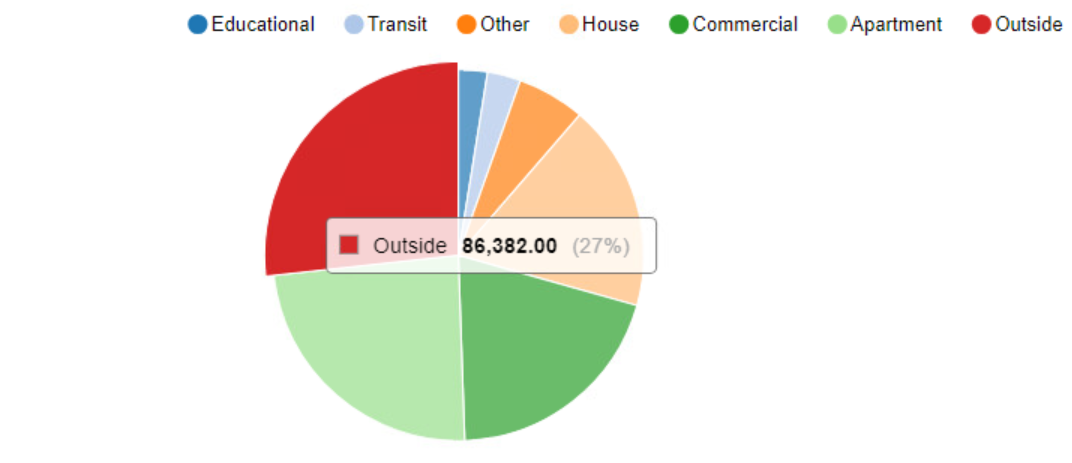 Educational Transit Other House Commercial Apartment Outside
Outside 86,382.00 (27%)